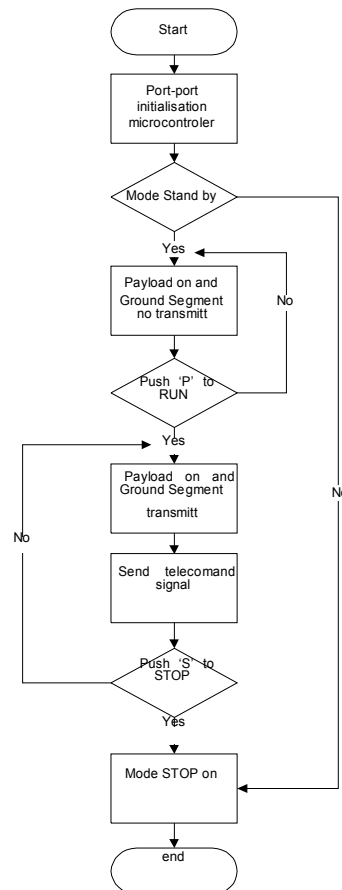 Start
Port-port
initialisation
microcontroler
Mode Stand by
Yes
Payload on and
Ground Segment
no transmitt
No
Push ‘P’ to
RUN
Yes
Payload on and
Ground Segment
transmitt
No
No
Send telecomand
signal
Push ‘S’ to
STOP
Yes
Mode STOP on
end